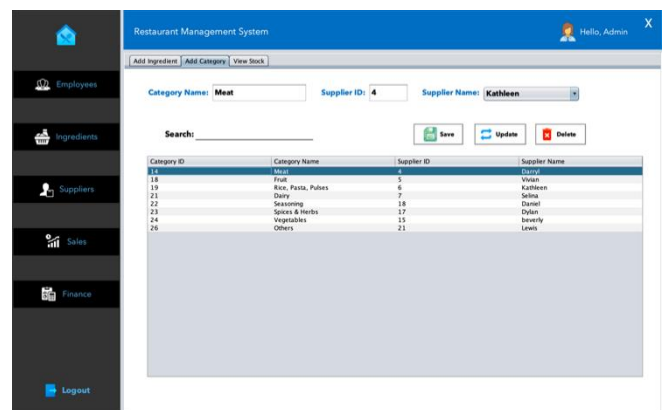 Restaurant Management System
Hello, Admin
X
Add Ingredient Add Category View Stock
Employees
Ingredients
Suppliers
Sales
Finance
Logout
Category Name: Meat Supplier ID: 4 Supplier Name: Kathleen
Search: Save Update Delete
Category ID Category Name Supplier ID Supplier Name
14 Meat 4 Darryl
18 Fruit 5 Vivian
19 Rice, Pasta, Pulses 6 Kathleen
21 Dairy 7 Selina
22 Seasoning 18 Daniel
23 Spices & Herbs 17 Dylan
24 Vegetables 15 beverly
26 Others 21 Lewis